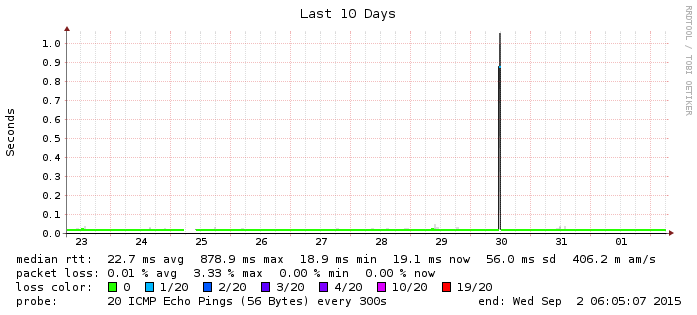 Last 10 Days
RRDTOOL / TOBI OETIKER
Seconds
1.0
0.9
0.8
0.7
0.6
0.5
0.4
0.3
0.2
0.1
0.0
23 24 25 26 27 28 29 30 31 01
median rtt: 22.7 ms avg 878.9 ms max 18.9 ms min 19.1 ms now 56.0 ms sd 406.2 m am/s
packet loss: 0.01 % avg 3.33 % max 0.00 % min 0.00 % now
loss color: 0 1/20 2/20 3/20 4/20 10/20 19/20
probe: 20 ICMP Echo Pings (56 Bytes) every 300s end: Wed Sep 2 06:05:07 2015